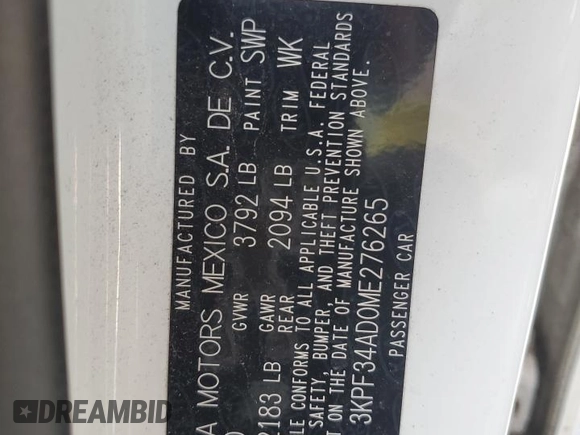 MANUFACTURED BY
A MOTORS MEXICO S.A. DE C.V.
GVWR 3792 LB PAINT SWP
2183 LB GAWR REAR 2094 LB TRIM WK
LE CONFORMS TO ALL APPLICABLE U.S.A. FEDERAL
SAFETY, BUMPER, AND THEFT PREVENTION STANDARDS
T ON THE DATE OF MANUFACTURE SHOWN ABOVE.
3KPF34AD0ME276265
PASSENGER CAR
DREAMBID